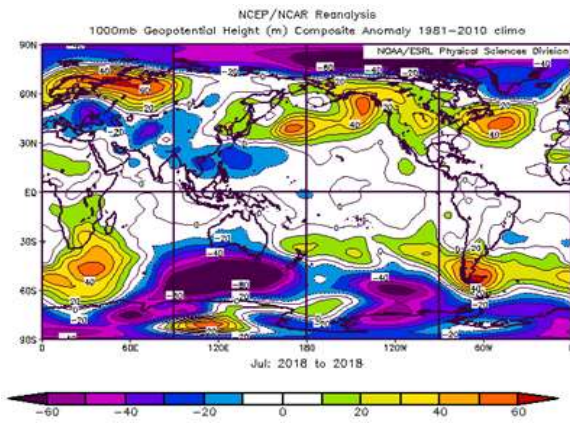 NCEP/NCAR Reanalysis
1000mb Geopotential Height (m) Composite Anomaly 1981-2010 climo
NOAA/ESRL Physical Sciences Division
90N
60N
30N
EQ
30S
60S
90S
0 60E 120E 180 120W 60W 0
Jul: 2018 to 2018
-60 -40 -20 0 20 40 60